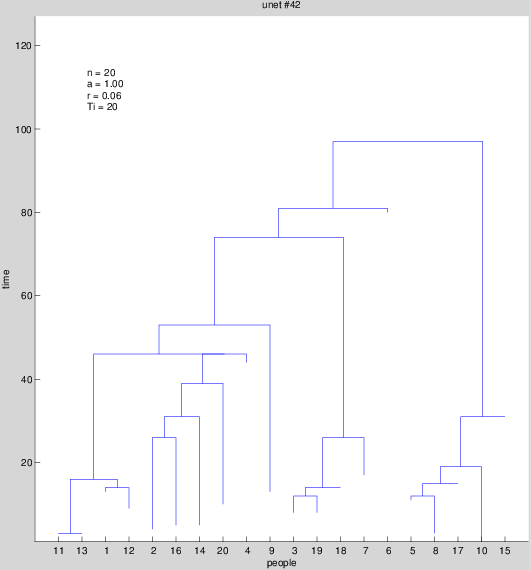 unet #42
n = 20
a = 1.00
r = 0.06
Ti = 20
time
120
100
80
60
40
20
11 13 1 12 2 16 14 20 4 9 3 19 18 7 6 5 8 17 10 15
people